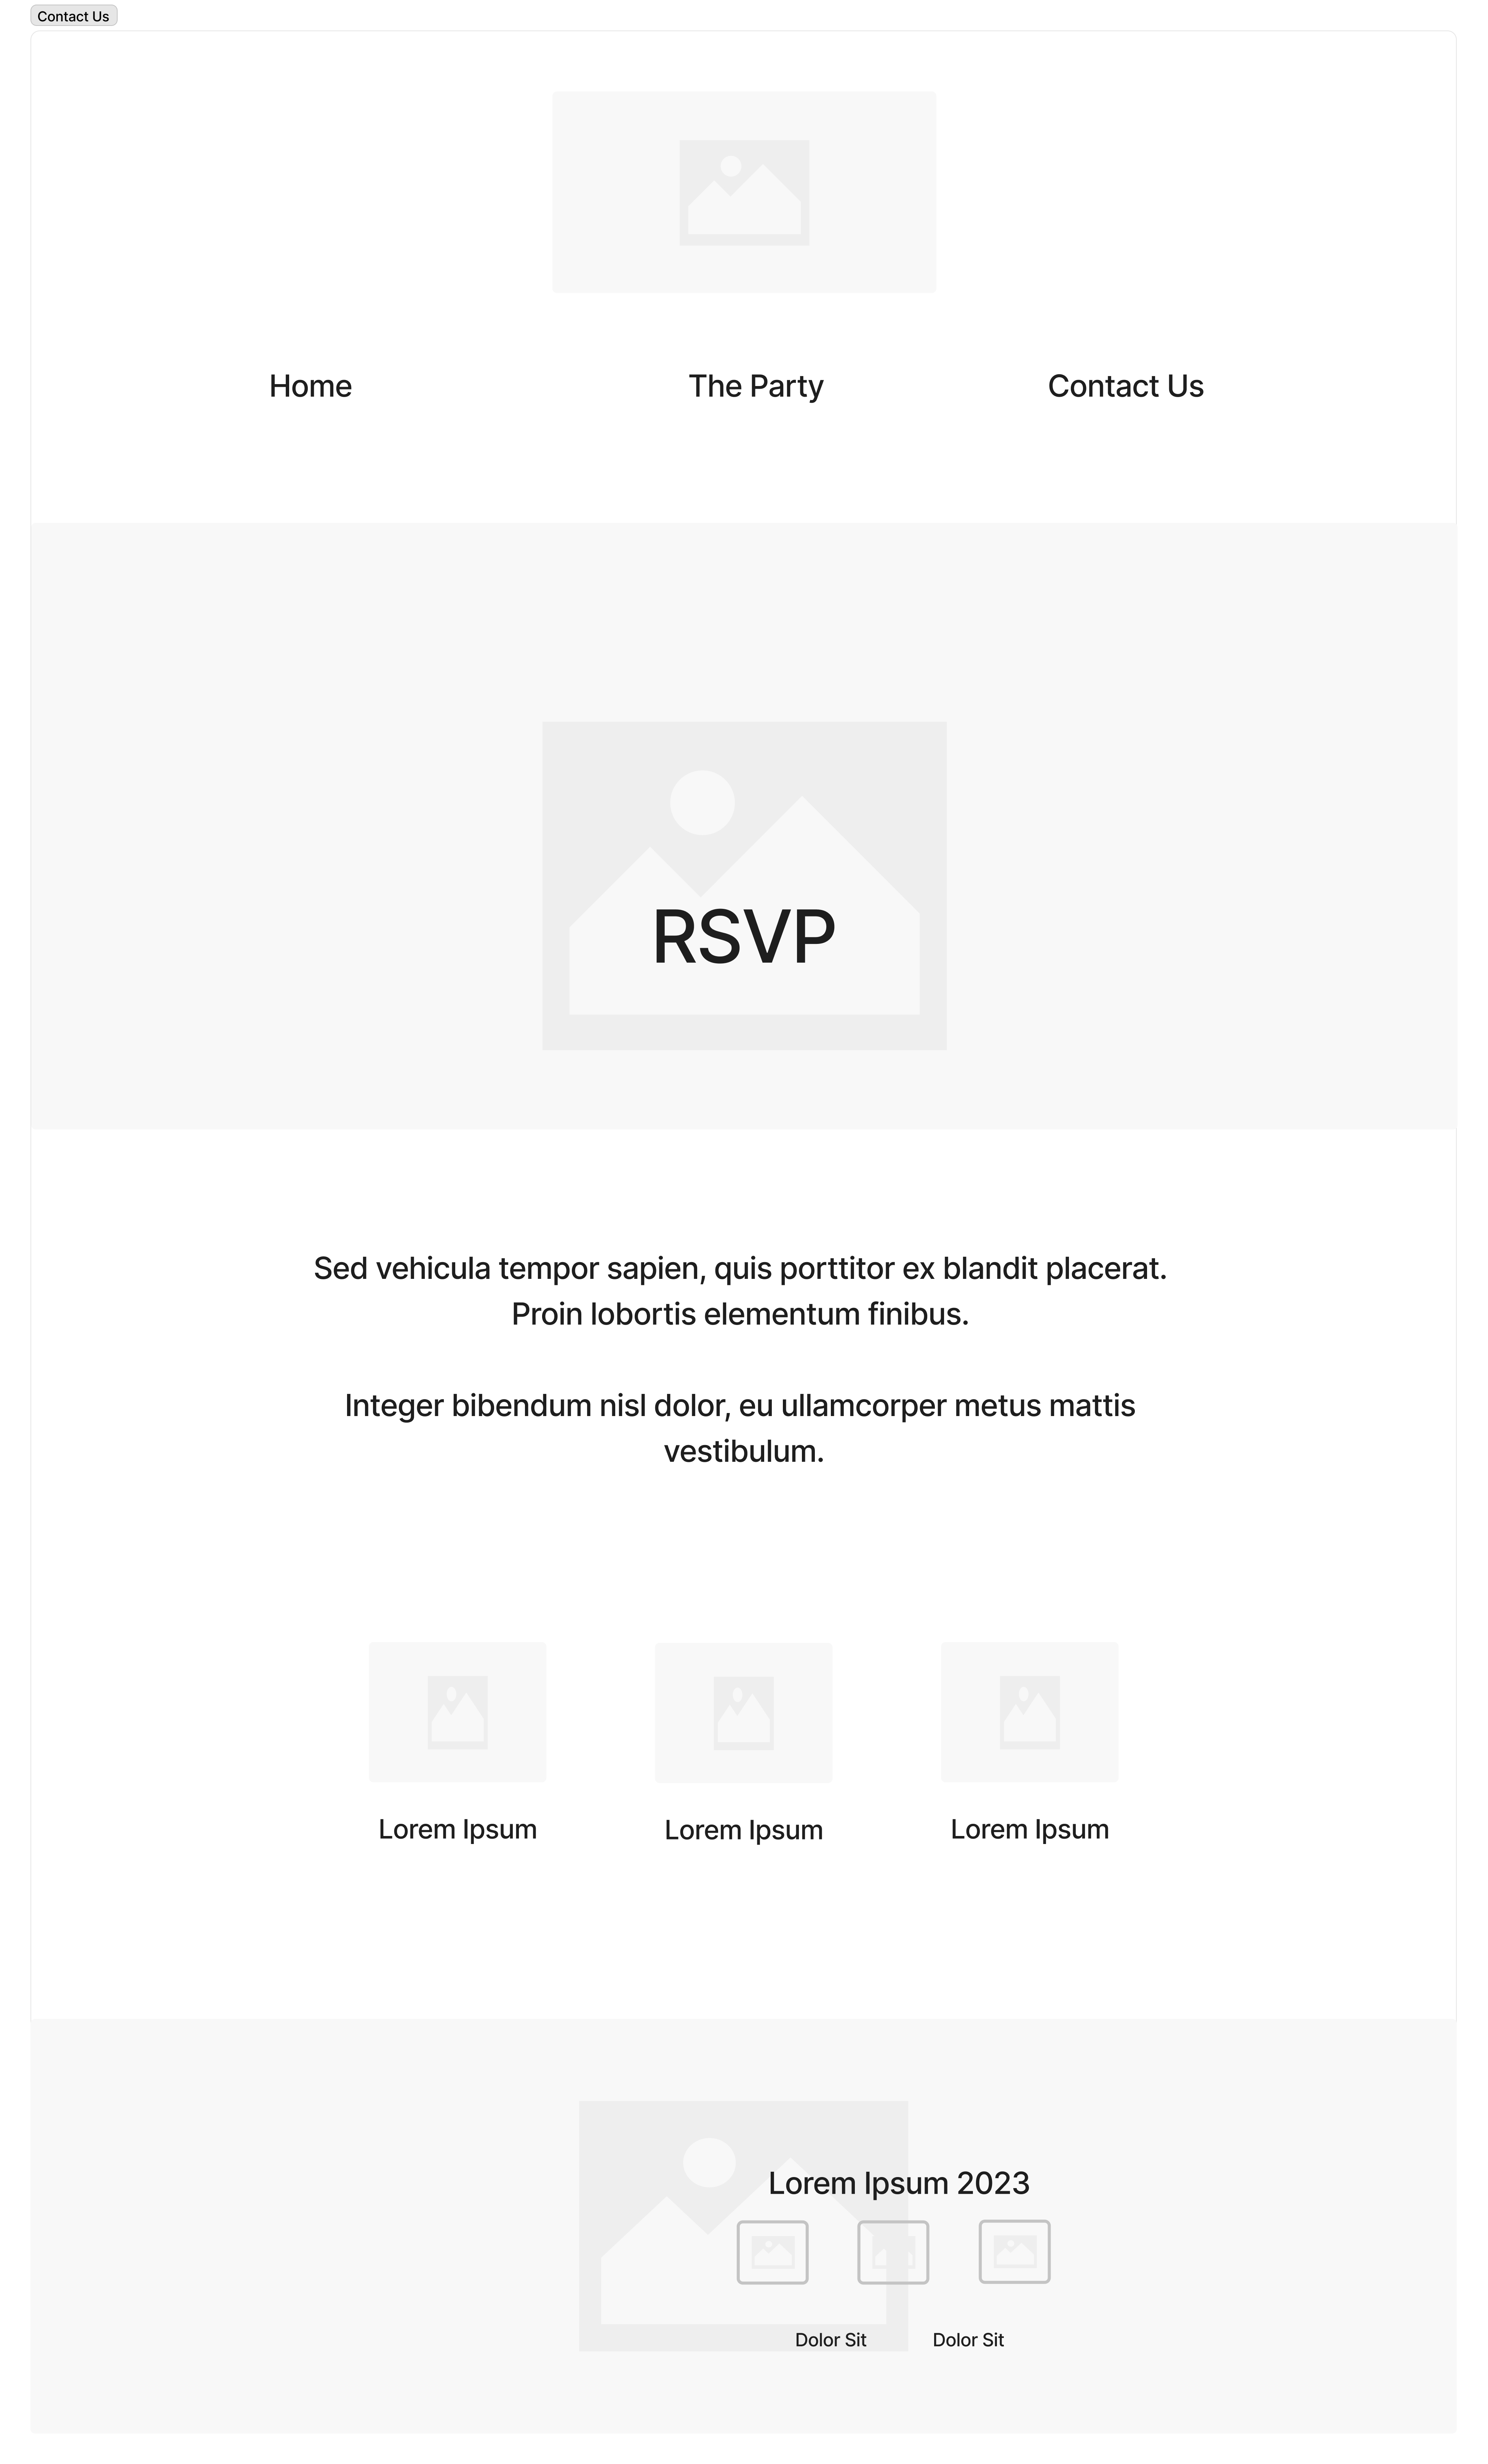 Contact Us
Home
The Party
Contact Us
RSVP
Sed vehicula tempor sapien, quis porttitor ex blandit placerat.
Proin lobortis elementum finibus.
Integer bibendum nisl dolor, eu ullamcorper metus mattis
vestibulum.
Lorem Ipsum
Lorem Ipsum
Lorem Ipsum
Lorem Ipsum 2023
Dolor Sit
Dolor Sit